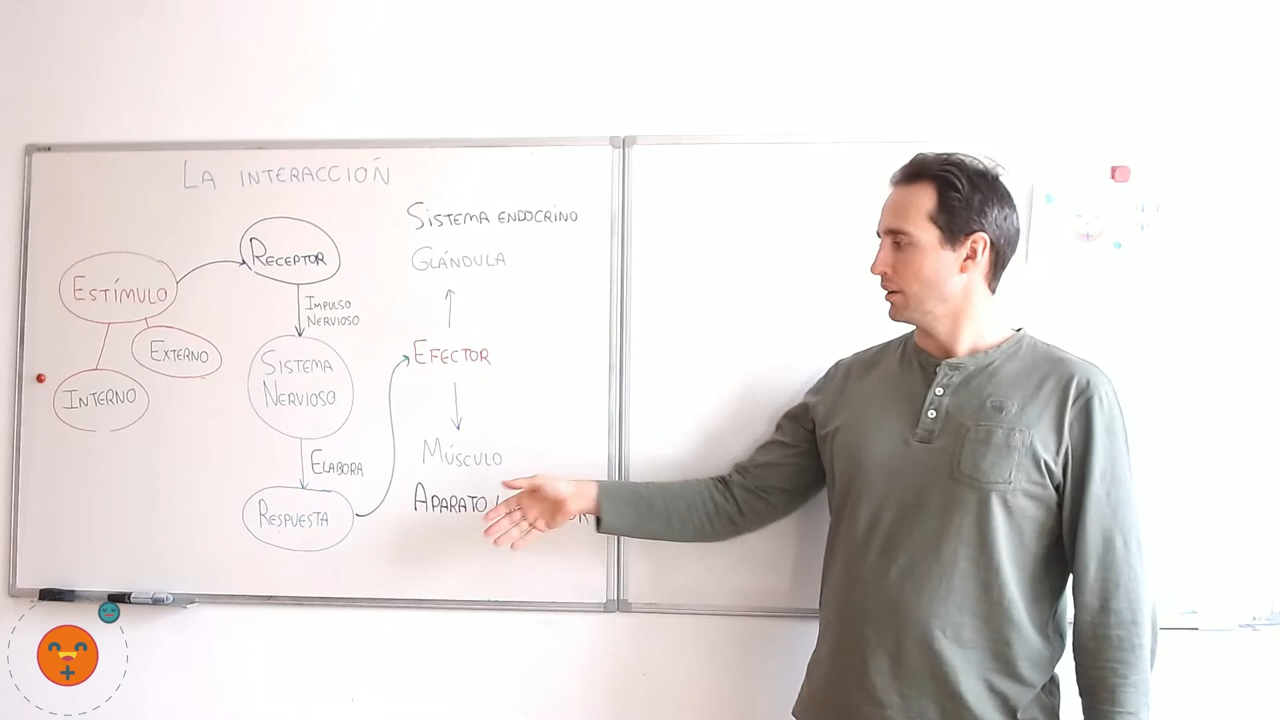 LA INTERACCIÓN
ESTÍMULO
INTERNO
EXTERNO
RECEPTOR
IMPULSO
NERVIOSO
SISTEMA
NERVIOSO
ELABORA
RESPUESTA
SISTEMA ENDOCRINO
GLÁNDULA
EFECTOR
MÚSCULO
APARATO